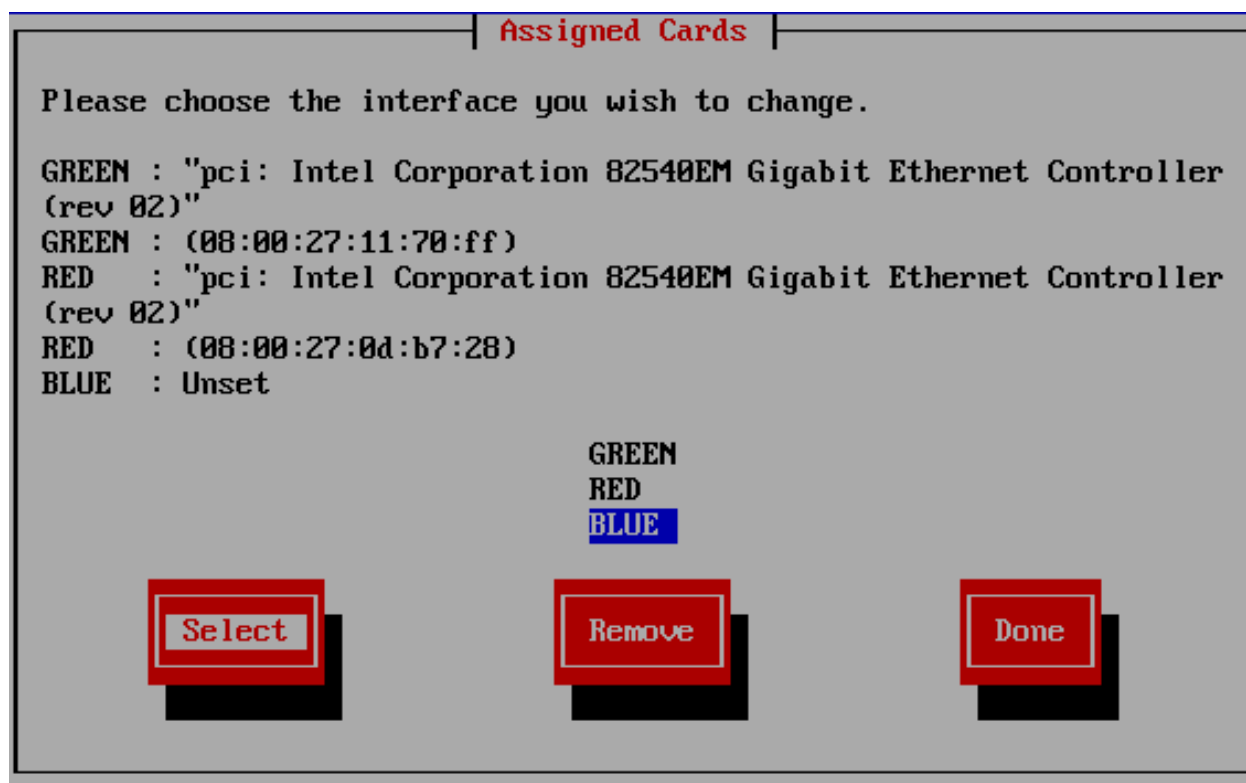 Assigned Cards
Please choose the interface you wish to change.
GREEN : "pci: Intel Corporation 82540EM Gigabit Ethernet Controller
(rev 02)"
GREEN : (08:00:27:11:70:ff)
RED   : "pci: Intel Corporation 82540EM Gigabit Ethernet Controller
(rev 02)"
RED   : (08:00:27:0d:b7:28)
BLUE  : Unset
GREEN
RED
BLUE
Select Remove Done